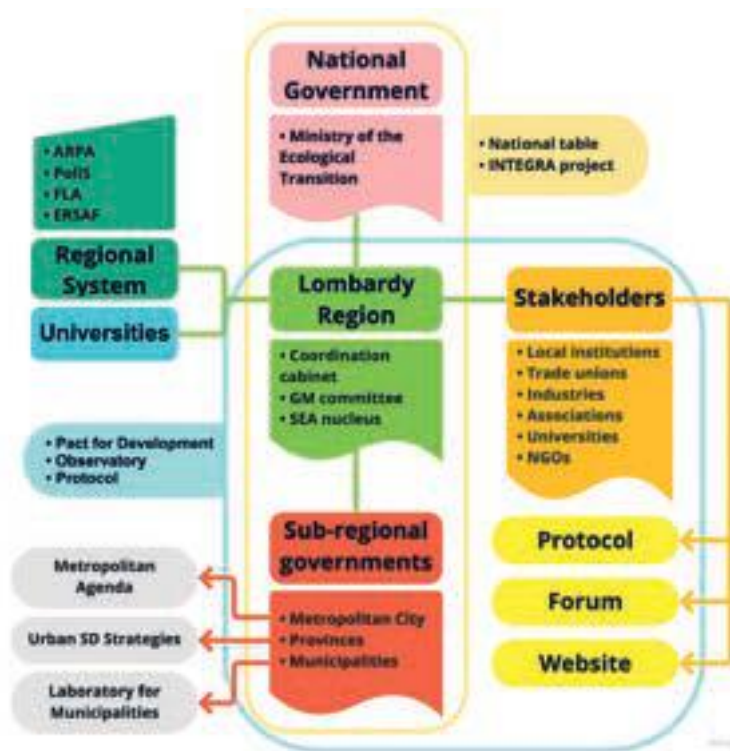 National
Government
• Ministry of the
Ecological
Transition
• National table
• INTEGRA project
• ARPA
• PoliS
• FLA
• ERSAF
Regional
System
Universities
Lombardy
Region
• Coordination
cabinet
• GM committee
• SEA nucleus
Stakeholders
• Local institutions
• Trade unions
• Industries
• Associations
• Universities
• NGOs
• Pact for Development
• Observatory
• Protocol
Sub-regional
governments
• Metropolitan City
• Provinces
• Municipalities
Metropolitan
Agenda
Urban SD Strategies
Laboratory for
Municipalities
Protocol
Forum
Website